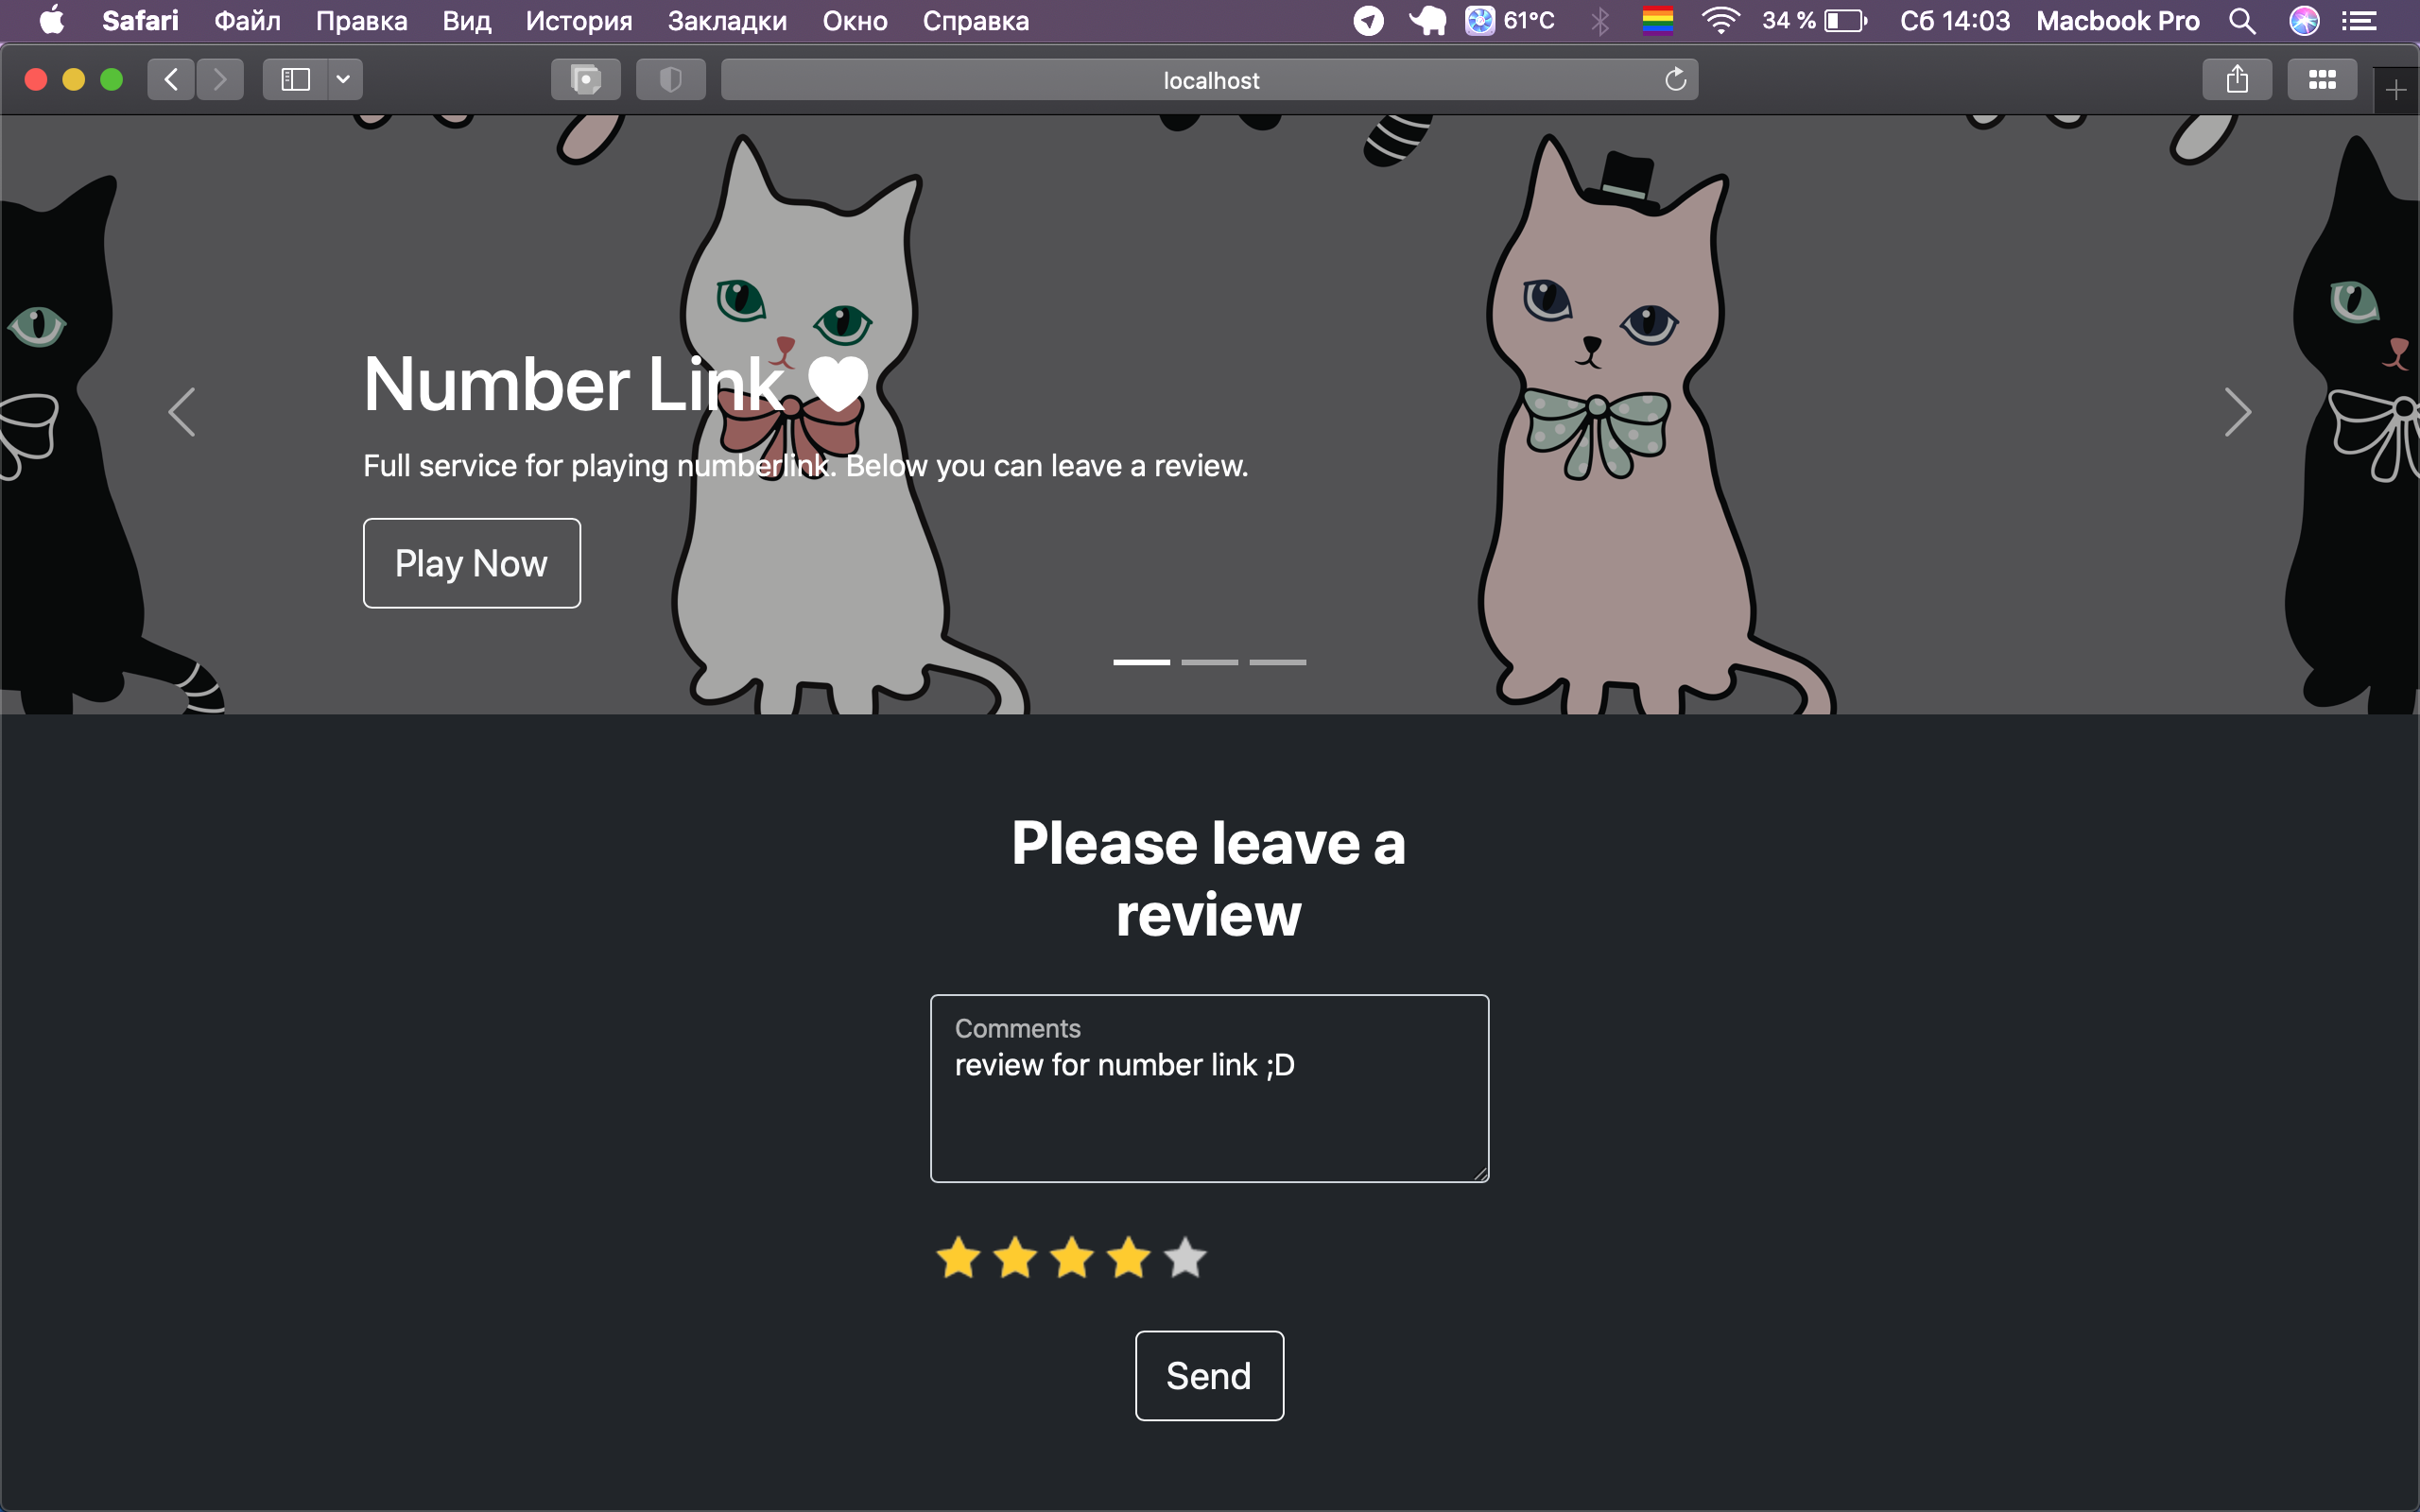 Safari Файл Правка Вид История Закладки Окно Справка 61°C 34 % Сб 14:03 Macbook Pro
localhost
Number Link
Full service for playing numberlink. Below you can leave a review.
Play Now
Please leave a
review
Comments
review for number link ;D
Send